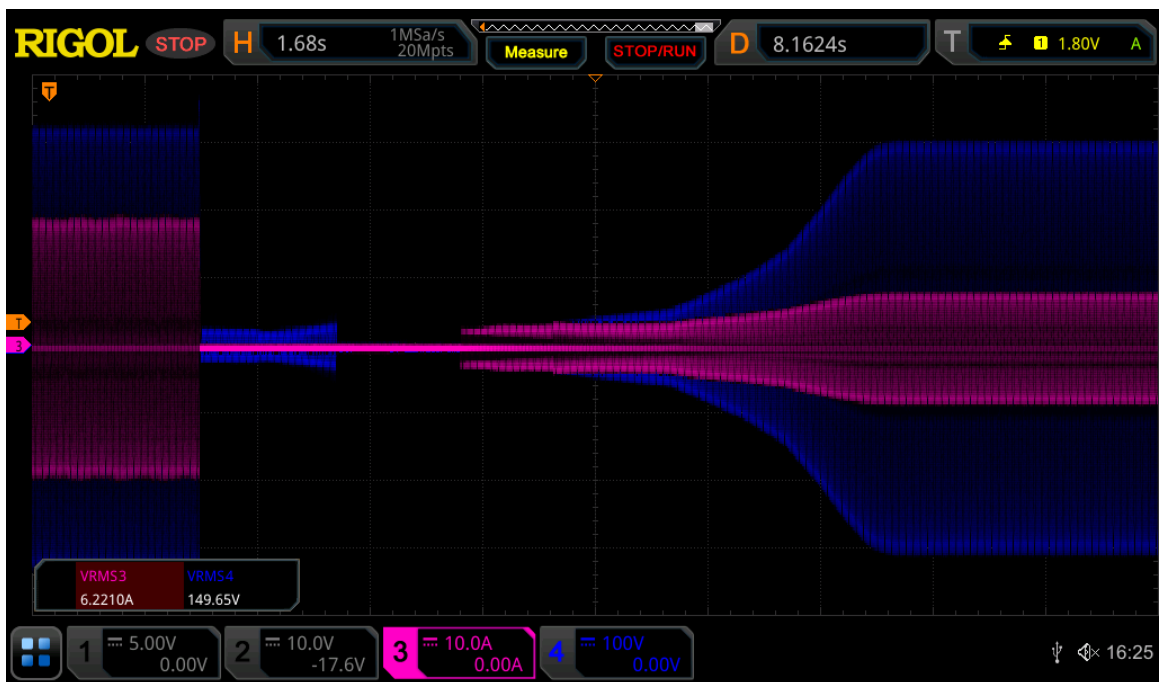 RIGOL STOP H 1.68s 1MSa/s 20Mpts Measure STOP/RUN D 8.1624s T 1 1.80V A
T
T
3
VRMS3 VRMS4
6.2210A 149.65V
1 5.00V 0.00V 2 10.0V -17.6V 3 10.0A 0.00A 4 100V 0.00V 16:25